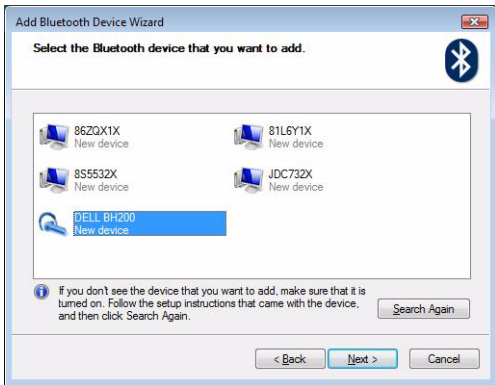 Add Bluetooth Device Wizard
Select the Bluetooth device that you want to add.
86ZQX1X
New device
81L6Y1X
New device
8S5532X
New device
JDC732X
New device
DELL BH200
New device
If you don't see the device that you want to add, make sure that it is
turned on. Follow the setup instructions that came with the device,
and then click Search Again.
Search Again
< Back
Next >
Cancel